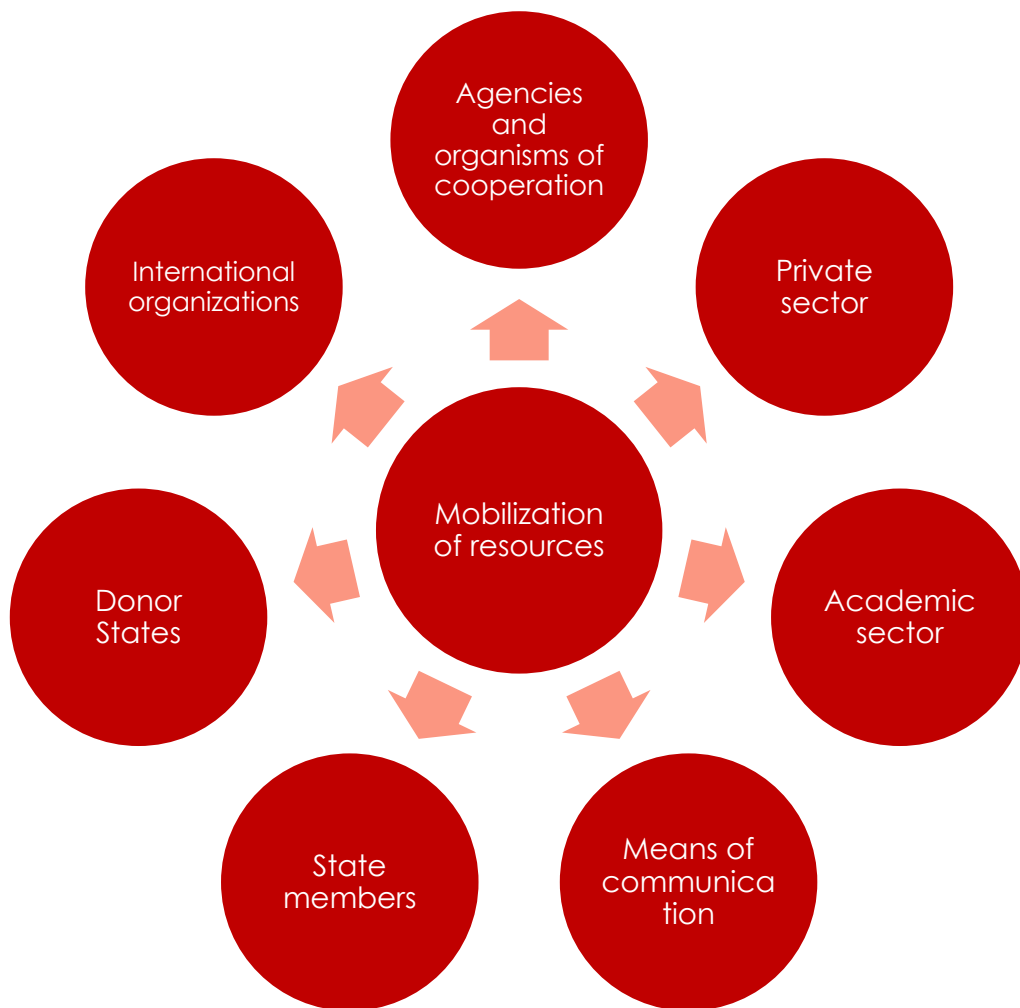 Agencies
and
organisms of
cooperation
Private
sector
Academic
sector
Means of
communica
tion
State
members
Donor
States
International
organizations
Mobilization
of resources